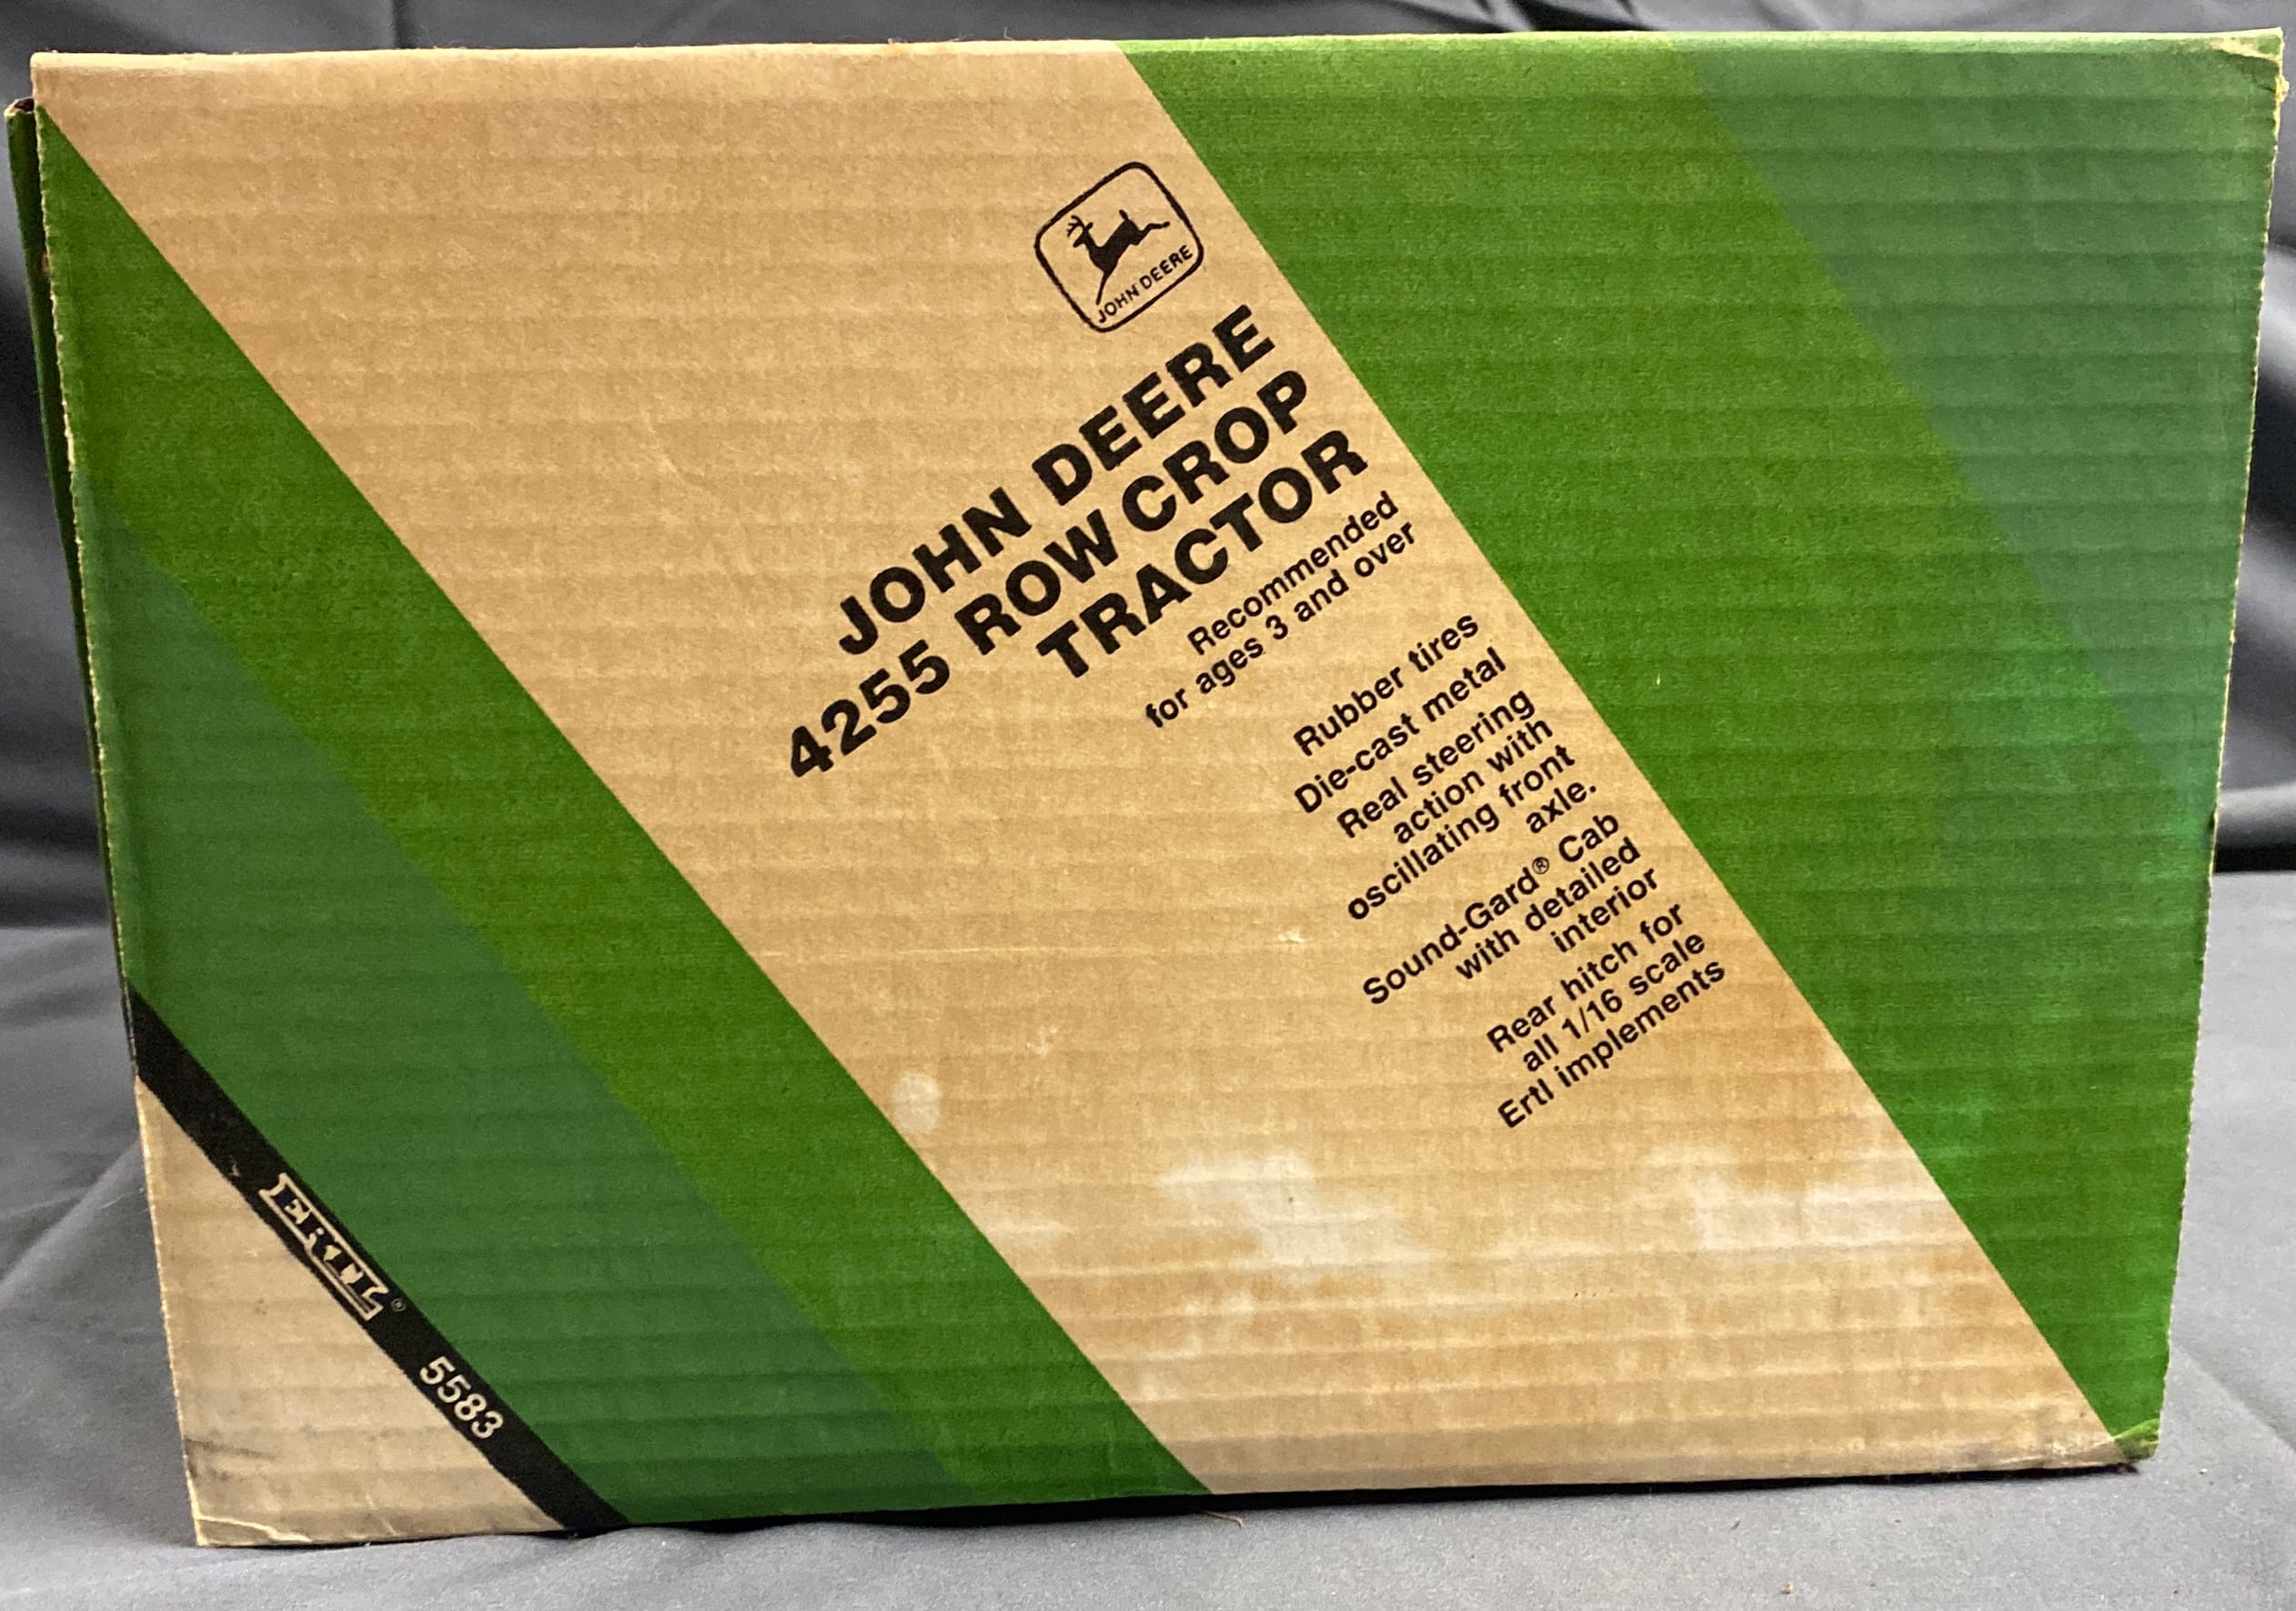 JOHN DEERE
JOHN DEERE
4255 ROW CROP
TRACTOR
Recommended
for ages 3 and over
Rubber tires
Die-cast metal
Real steering
action with
oscillating front
axle.
Sound-Gard® Cab
with detailed
interior
Rear hitch for
all 1/16 scale
Ertl implements
ERTL®
5583